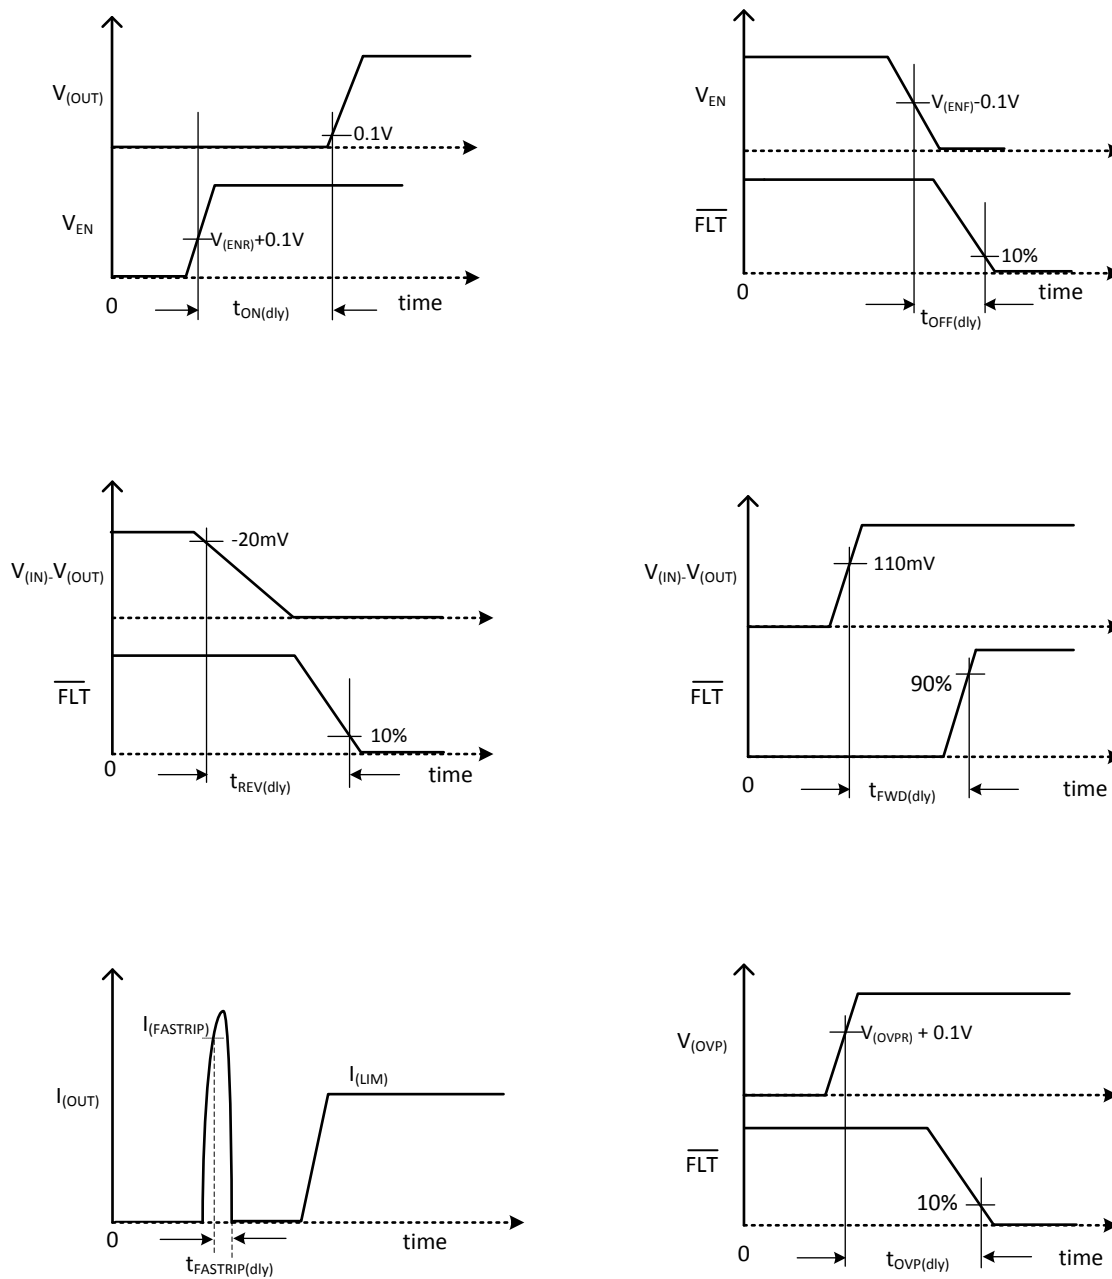 V(OUT)
0.1V
VEN
V(ENR)+0.1V
0
tON(dly)
time
VEN
V(ENF)-0.1V
FLT
10%
0
tOFF(dly)
time
V(IN)-V(OUT)
-20mV
FLT
10%
0
tREV(dly)
time
V(IN)-V(OUT)
110mV
FLT
90%
0
tFWD(dly)
time
I(FASTRIP)
I(OUT)
I(LIM)
0
tFASTRIP(dly)
time
V(OVP)
V(OVPR) + 0.1V
FLT
10%
0
tOVP(dly)
time